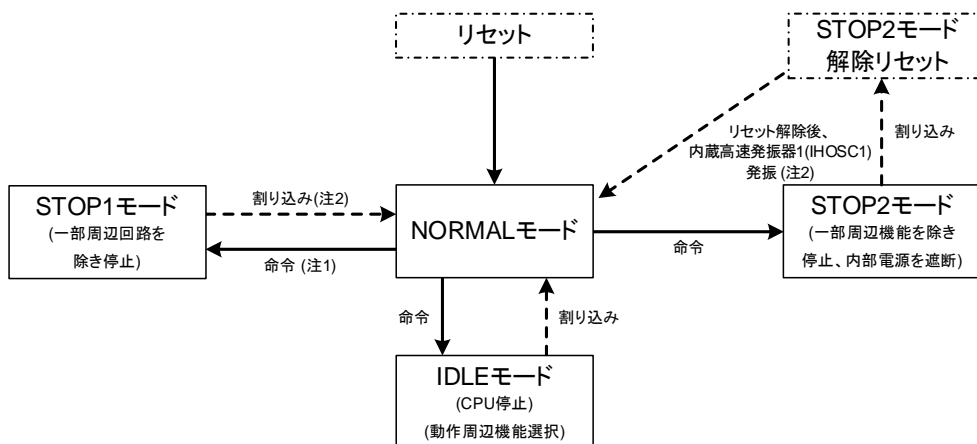 リセット
STOP2モード
解除リセット
リセット解除後、
内蔵高速発振器1(IHOSC1)
発振 (注2)
割り込み
STOP1モード
(一部周辺回路を
除き停止)
割り込み(注2)
命令 (注1)
NORMALモード
命令
STOP2モード
(一部周辺機能を除き
停止、内部電源を遮断)
命令
割り込み
IDLEモード
(CPU停止)
(動作周辺機能選択)